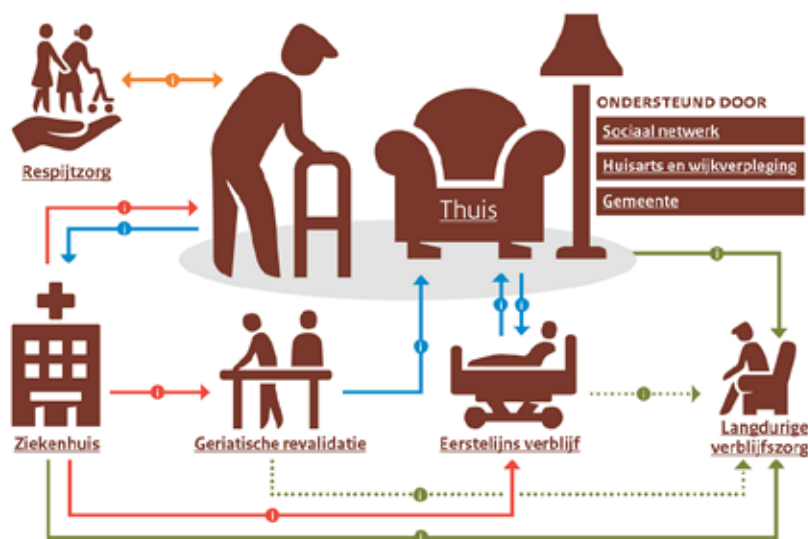 ONDERSTEUND DOOR
Sociaal netwerk
Huisarts en wijkverpleging
Gemeente
Respijtzorg
Thuis
Ziekenhuis
Geriatische revalidatie
Eerstelijns verblijf
Langdurige
verblijfszorg